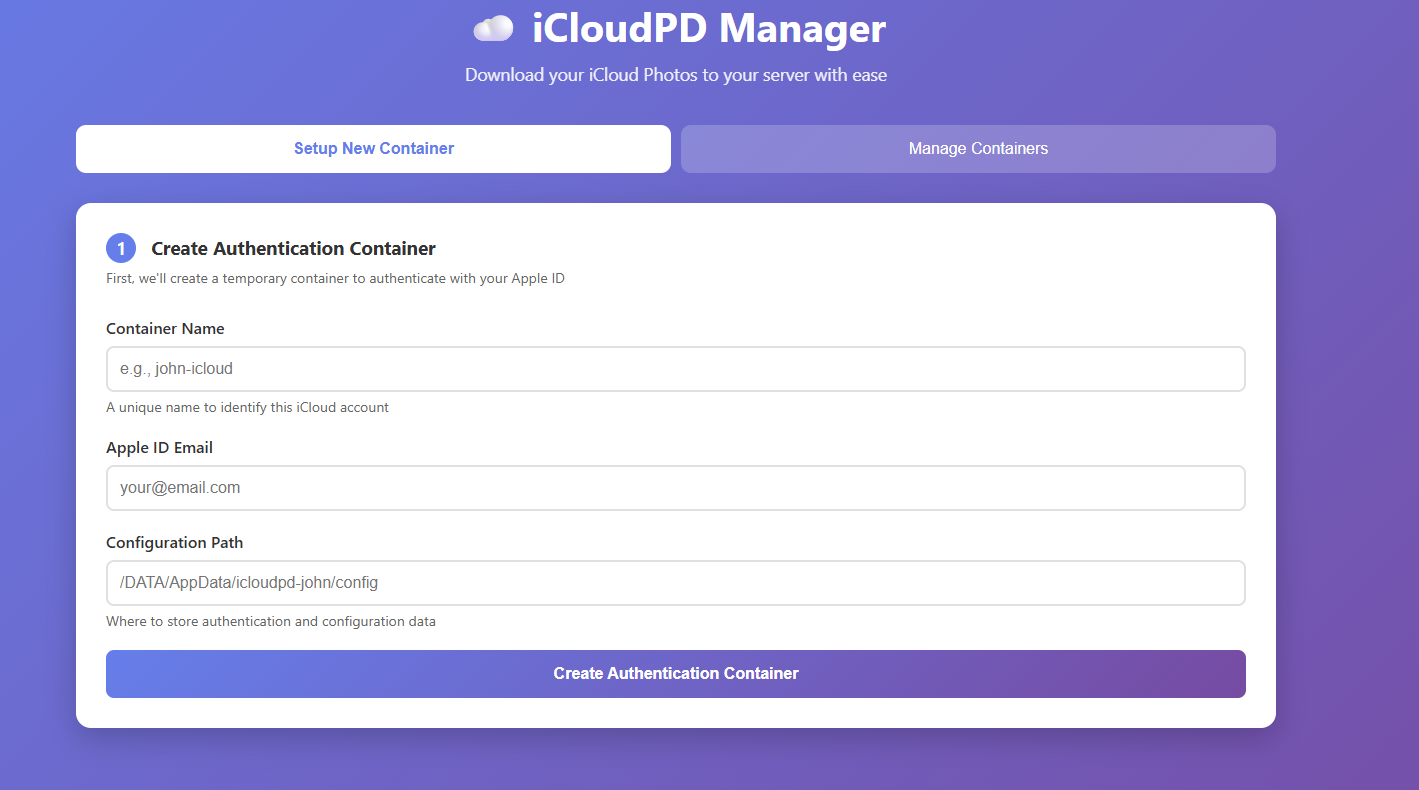 iCloudPD Manager
Download your iCloud Photos to your server with ease
Setup New Container
Manage Containers
1 Create Authentication Container
First, we'll create a temporary container to authenticate with your Apple ID
Container Name
e.g., john-icloud
A unique name to identify this iCloud account
Apple ID Email
your@email.com
Configuration Path
/DATA/AppData/icloudpd-john/config
Where to store authentication and configuration data
Create Authentication Container